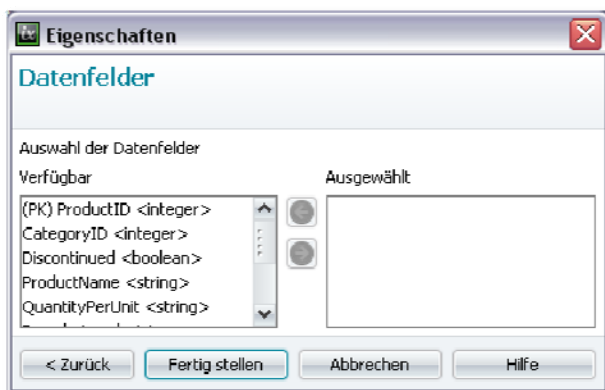 Eigenschaften
Datenfelder
Auswahl der Datenfelder
Verfügbar
Ausgewählt
(PK) ProductID <integer>
CategoryID <integer>
Discontinued <boolean>
ProductName <string>
QuantityPerUnit <string>
< Zurück
Fertig stellen
Abbrechen
Hilfe